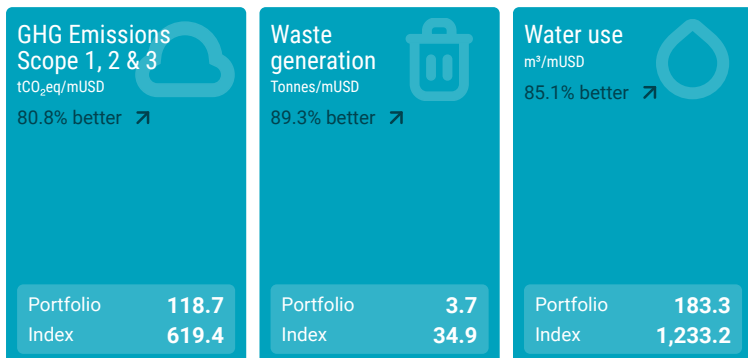 GHG Emissions
Scope 1, 2 & 3
tCO₂eq/mUSD
80.8% better
Portfolio 118.7
Index 619.4
Waste
generation
Tonnes/mUSD
89.3% better
Portfolio 3.7
Index 34.9
Water use
m³/mUSD
85.1% better
Portfolio 183.3
Index 1,233.2